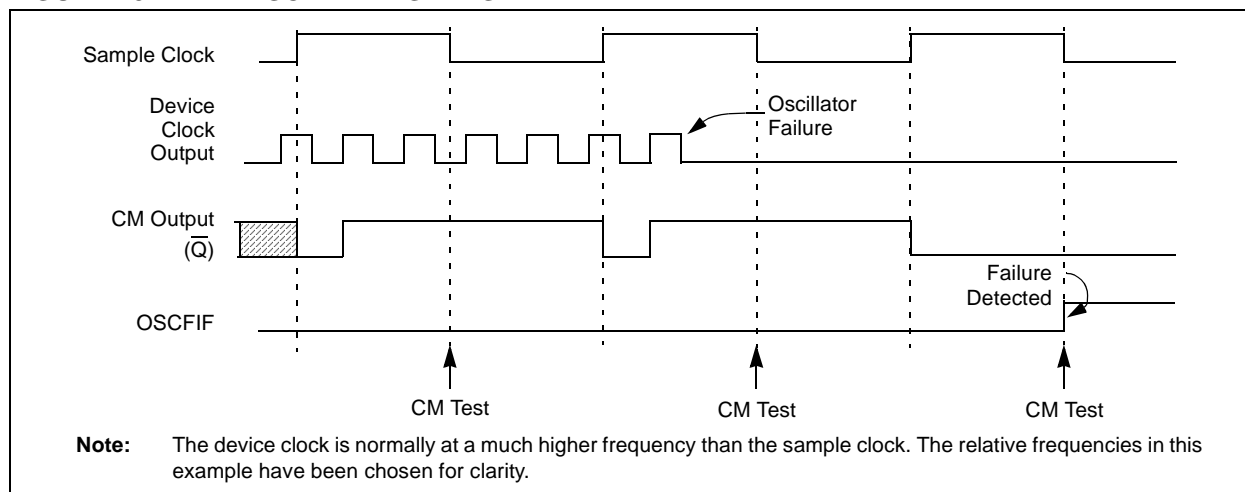 Sample Clock
Device
Clock
Output
Oscillator
Failure
CM Output
(Q)
Failure
Detected
OSCFIF
CM Test
CM Test
CM Test
Note: The device clock is normally at a much higher frequency than the sample clock. The relative frequencies in this
example have been chosen for clarity.